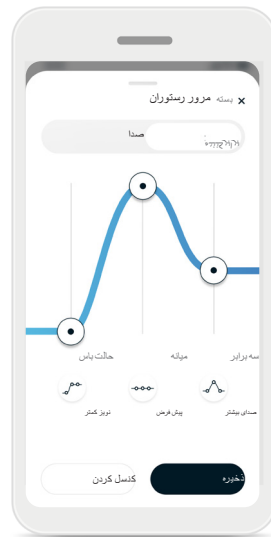 × بسته مرور رستوران
صدا
حالت باس میانه سه برابر
نویز کمتر پیش فرض صدای بیشتر
کنسل کردن ذخیره